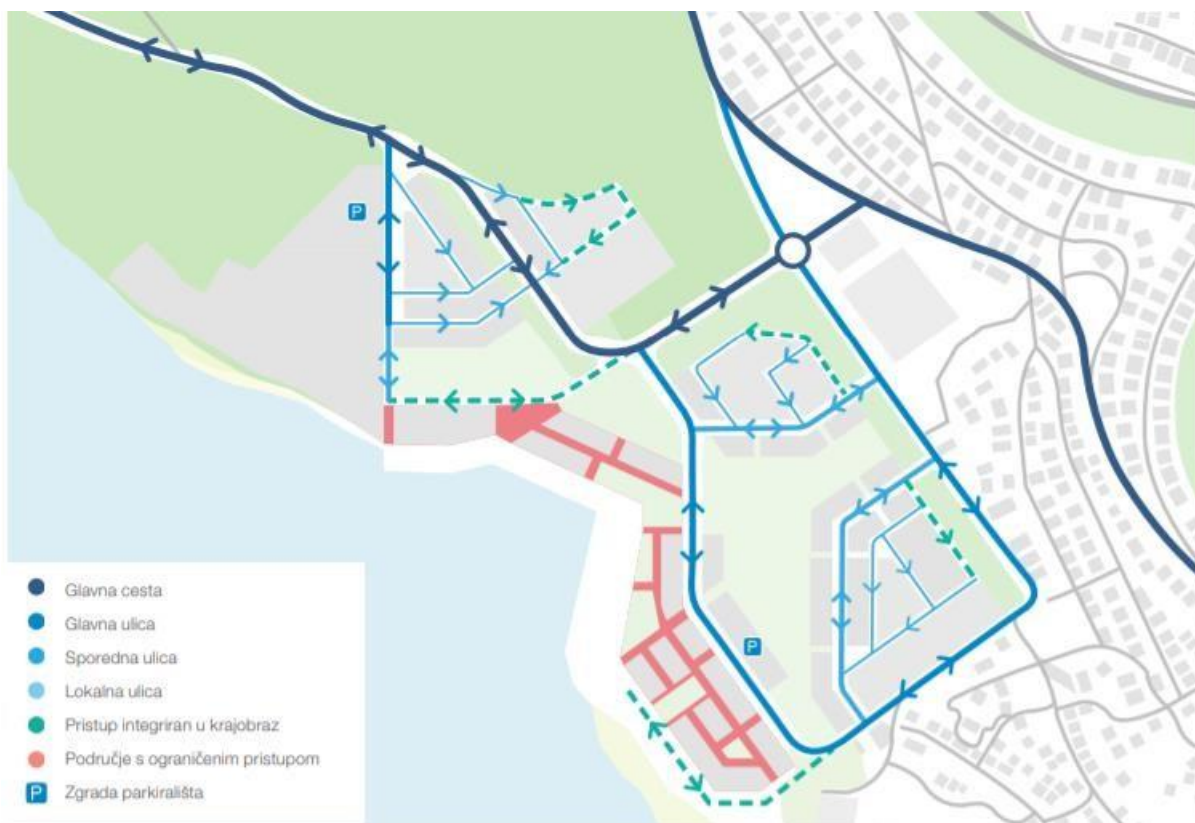 P
P
Glavna cesta
Glavna ulica
Sporedna ulica
Lokalna ulica
Pristup integriran u krajobraz
Područje s ograničenim pristupom
P Zgrada parkirališta